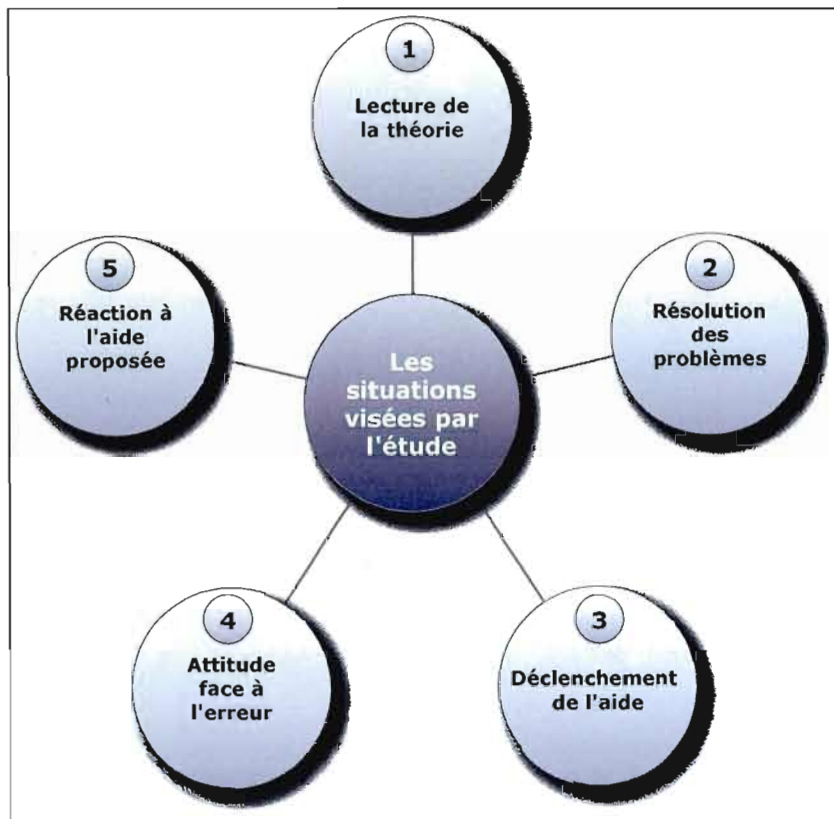 1
Lecture de
la théorie
2
Résolution
des
problèmes
3
Déclenchement
de l'aide
4
Attitude
face à
l'erreur
5
Réaction à
l'aide
proposée
Les
situations
visées par
l'étude